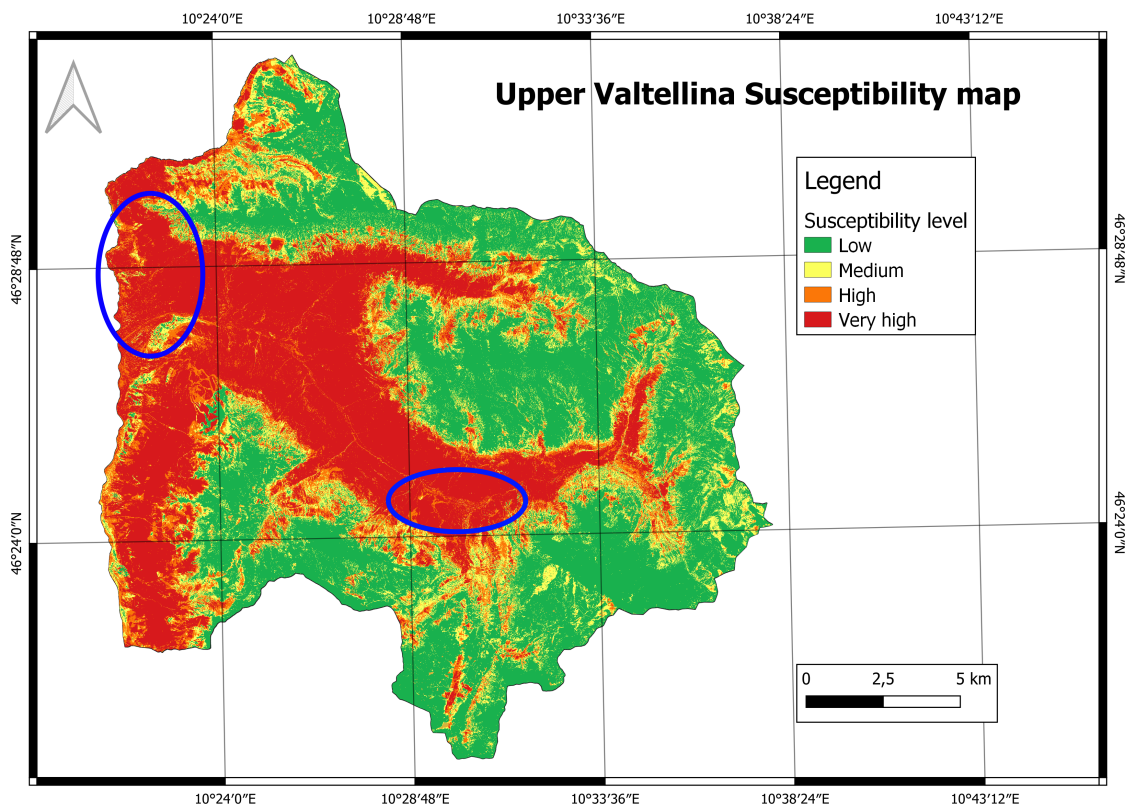 10°24′0″E 10°28′48″E 10°33′36″E 10°38′24″E 10°43′12″E
Upper Valtellina Susceptibility map
Legend
Susceptibility level
Low
Medium
High
Very high
46°28′48″N
46°28′48″N
46°24′0″N
46°24′0″N
0 2,5 5 km
10°24′0″E 10°28′48″E 10°33′36″E 10°38′24″E 10°43′12″E